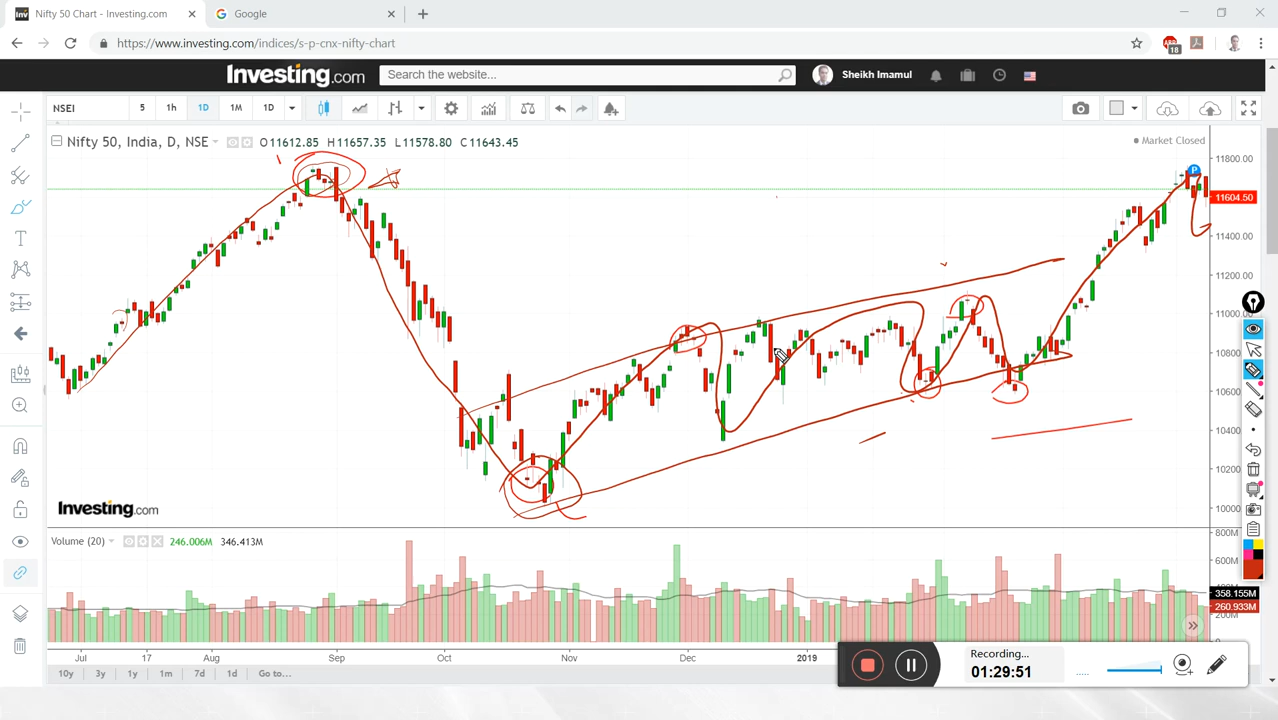 Nifty 50 Chart - Investing.com
Google
https://www.investing.com/indices/s-p-cnx-nifty-chart
18
Investing.com Search the website... Sheikh Imamul
NSEI 5 1h 1D 1M 1D
Nifty 50, India, D, NSE O11612.85 H11657.35 L11578.80 C11643.45
Market Closed
11800.00
P
11604.50
11400.00
11200.00
11000.00
10800.00
10600.00
10400.00
10200.00
10000
Investing.com
Volume (20) 246.006M 346.413M
800M
600M
400M
358.155M
260.933M
Jul 17 Aug Sep Oct Nov Dec 2019
10y 3y 1y 1m 7d 1d Go to...
Recording...
01:29:51